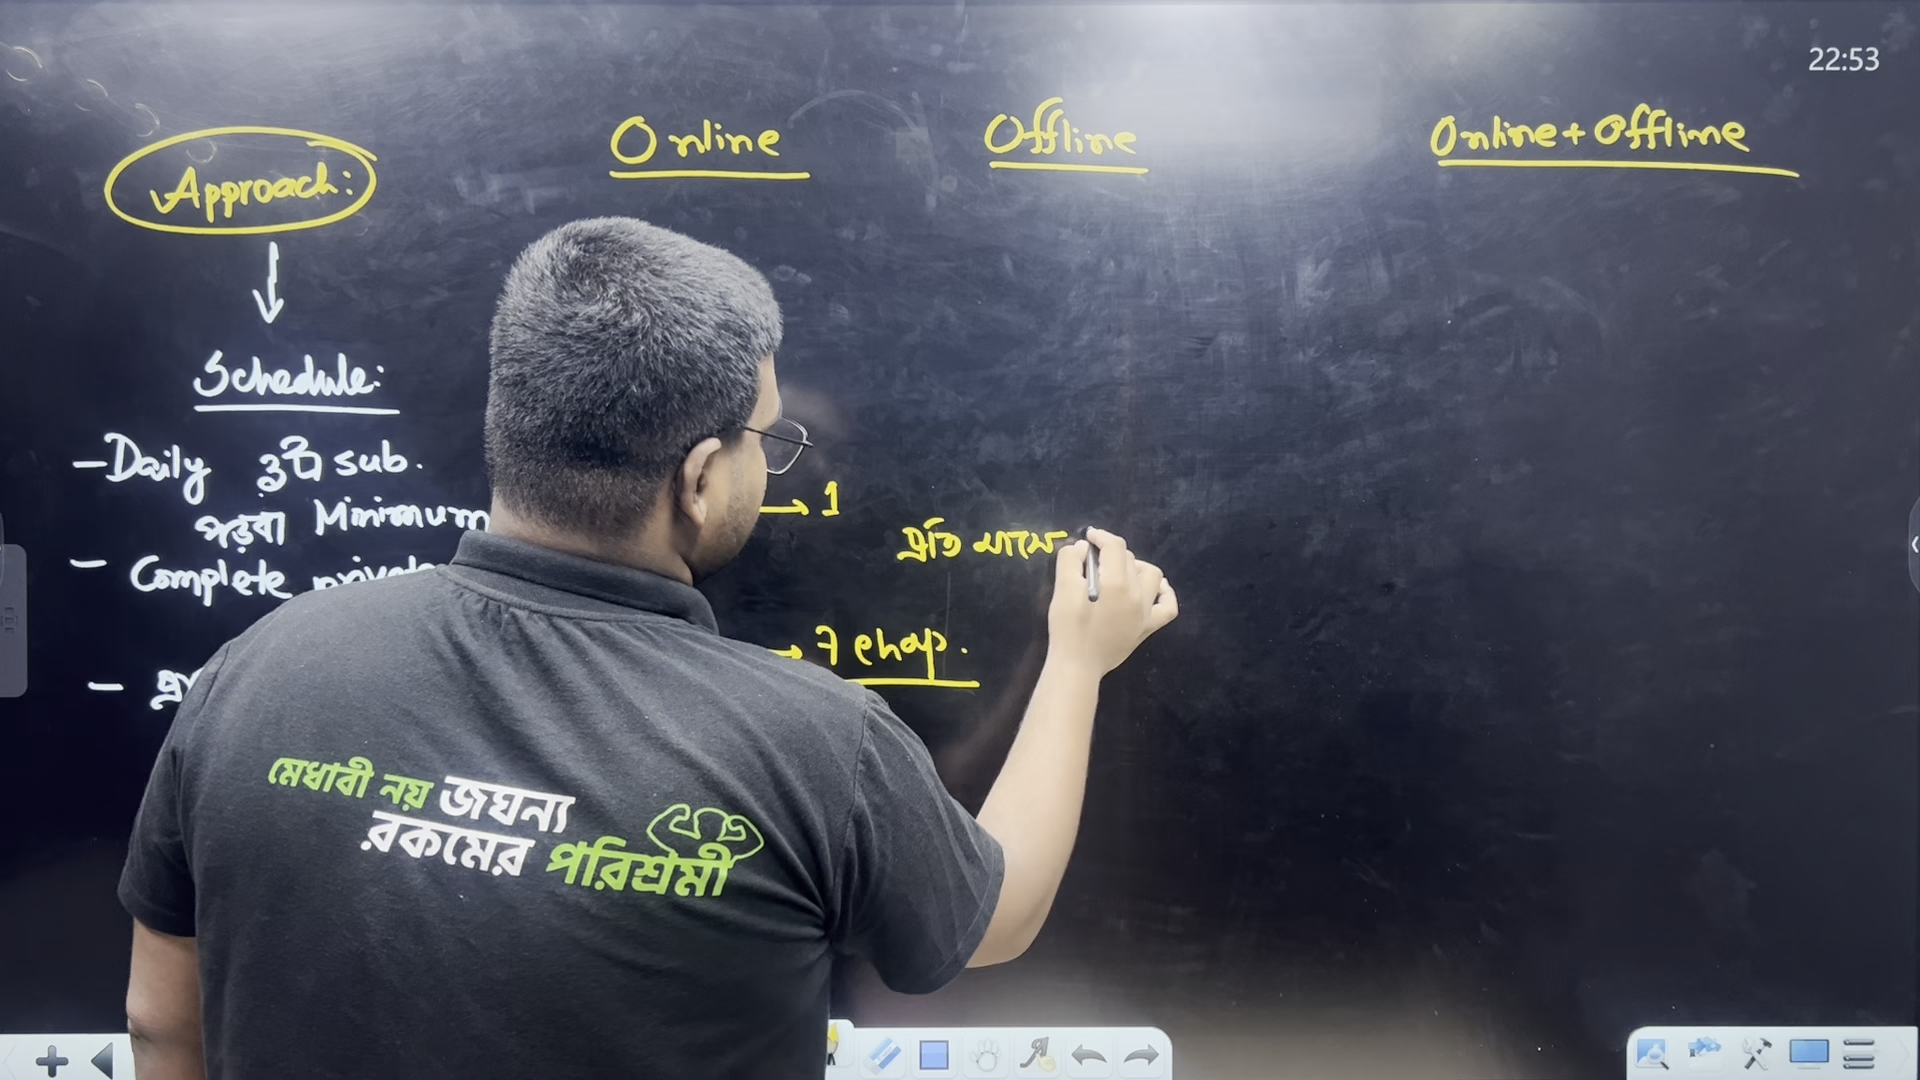 22:53
Approach:
Online
Offline
Online + Offline
Schedule:
- Daily ৩টা sub.
পড়বা Minimum
- Complete
→ 1
প্রতি মাসে
→ 7 chap.
মেধাবী নয় জঘন্য
রকমের পরিশ্রমী